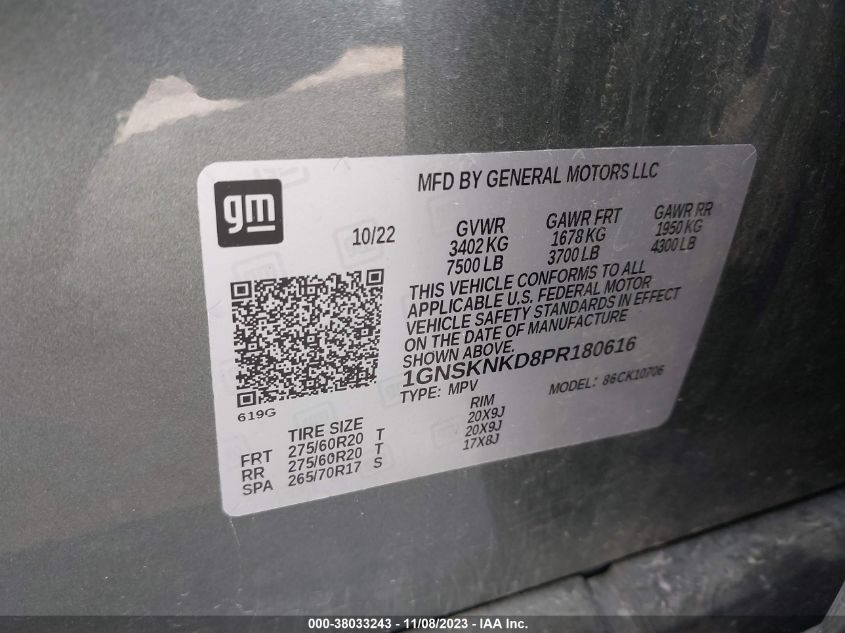 gm
MFD BY GENERAL MOTORS LLC
10/22
GVWR GAWR FRT GAWR RR
3402 KG 1678 KG 1950 KG
7500 LB 3700 LB 4300 LB
THIS VEHICLE CONFORMS TO ALL
APPLICABLE U.S. FEDERAL MOTOR
VEHICLE SAFETY STANDARDS IN EFFECT
ON THE DATE OF MANUFACTURE
SHOWN ABOVE.
1GNSKNKD8PR180616
TYPE: MPV MODEL: 86CK10706
619G
TIRE SIZE RIM
FRT 275/60R20 T 20X9J
RR 275/60R20 T 20X9J
SPA 265/70R17 S 17X8J
000-38033243 - 11/08/2023 - IAA Inc.